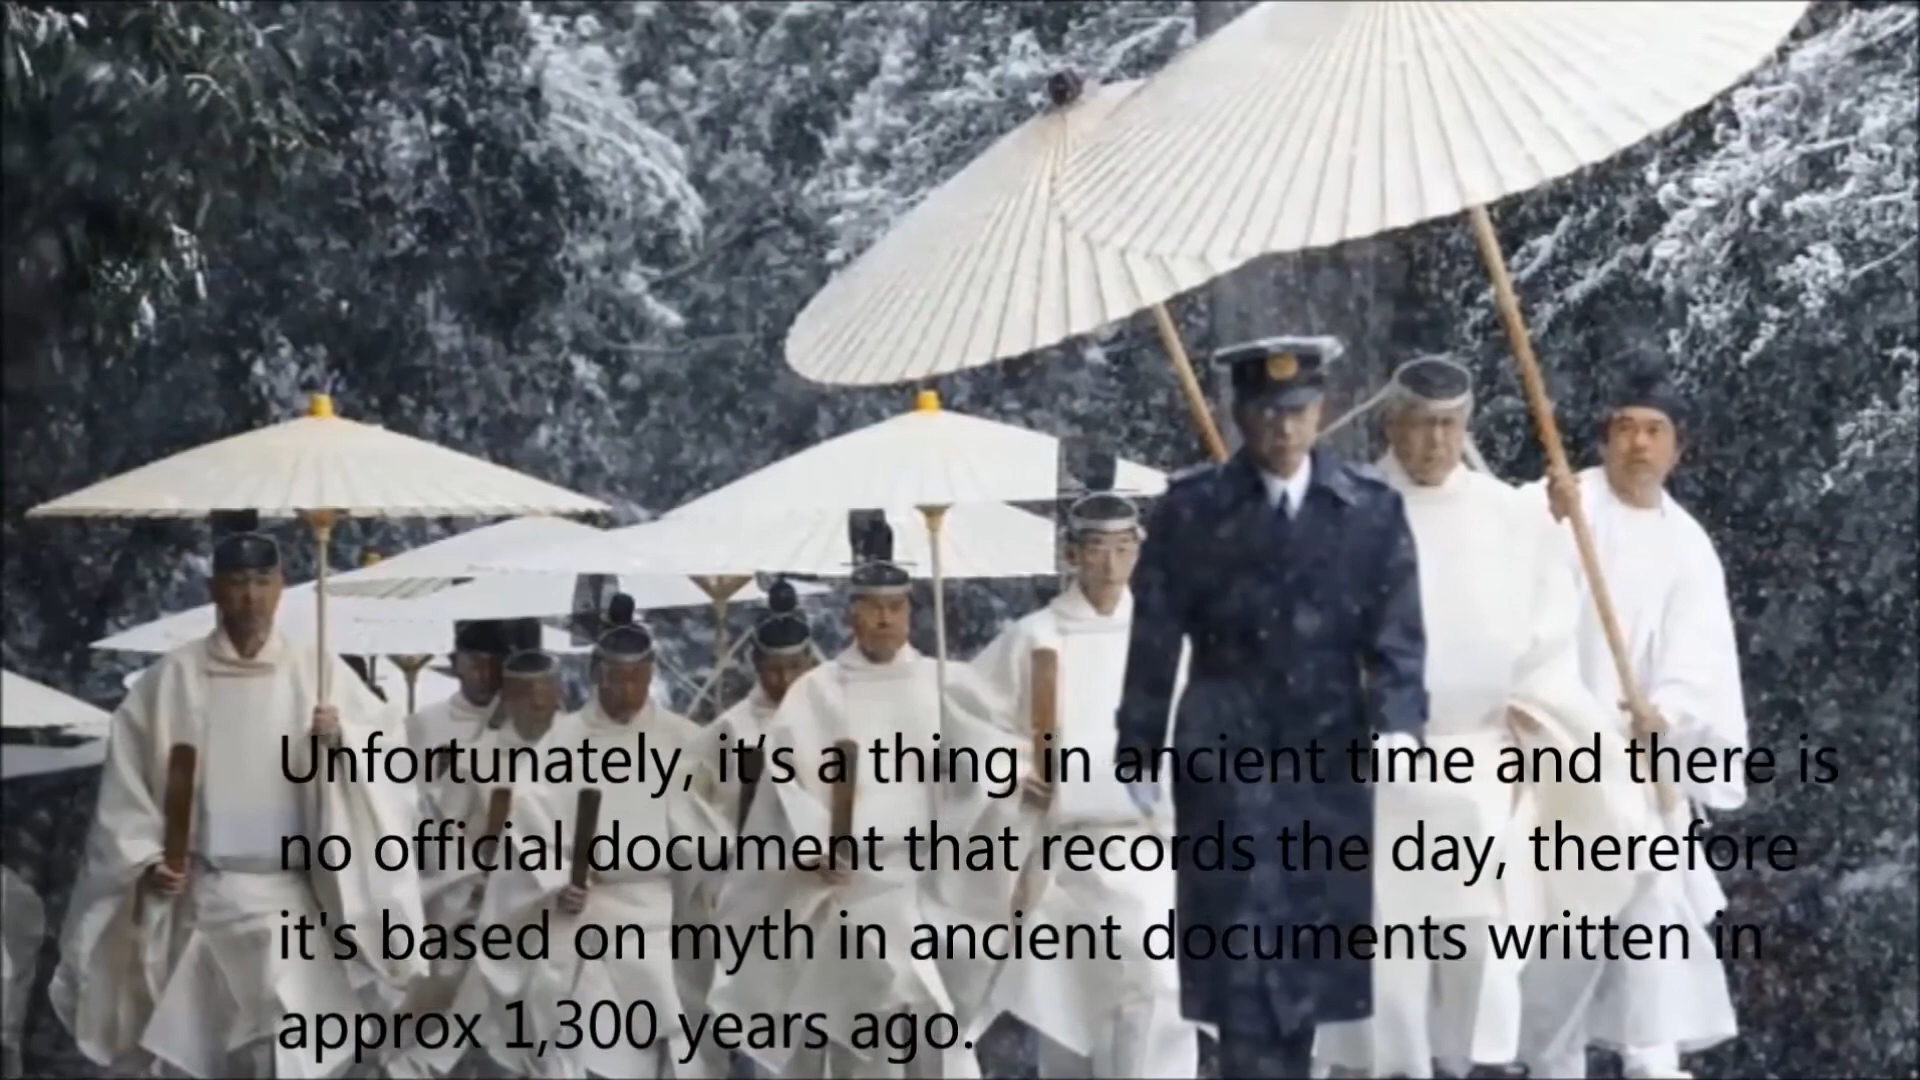 Unfortunately, it‘s a thing in ancient time and there is
no official document that records the day, therefore
it's based on myth in ancient documents written in
approx 1,300 years ago.